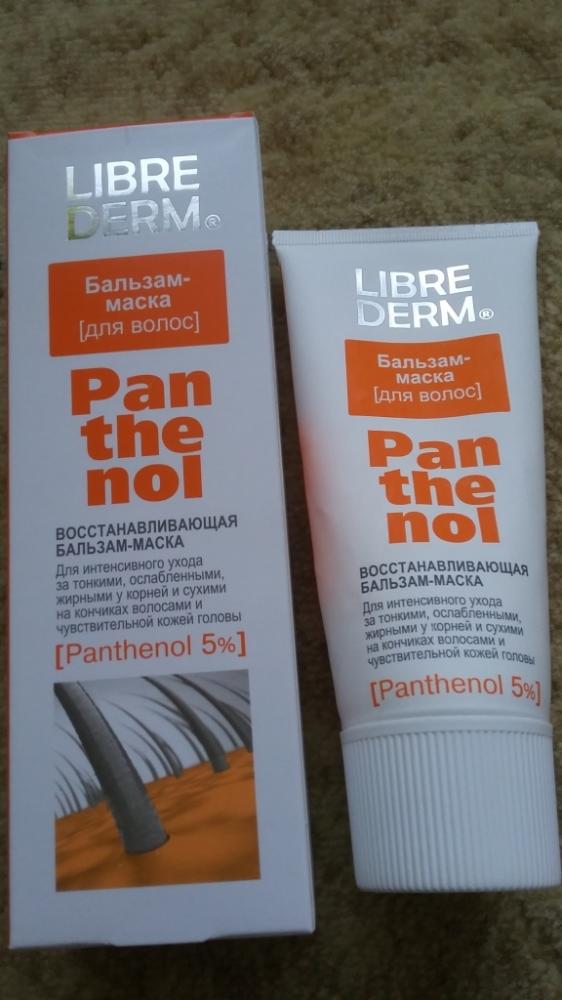 LIBRE
DERM®
Бальзам-
маска
[для волос]
Pan
the
nol
ВОССТАНАВЛИВАЮЩАЯ
БАЛЬЗАМ-МАСКА
Для интенсивного ухода
за тонкими, ослабленными,
жирными у корней и сухими
на кончиках волосами и
чувствительной кожей головы
[Panthenol 5%]
LIBRE
DERM®
Бальзам-
маска
[для волос]
Pan
the
nol
ВОССТАНАВЛИВАЮЩАЯ
БАЛЬЗАМ-МАСКА
Для интенсивного ухода
за тонкими, ослабленными,
жирными у корней и сухими
на кончиках волосами и
чувствительной кожей головы
[Panthenol 5%]